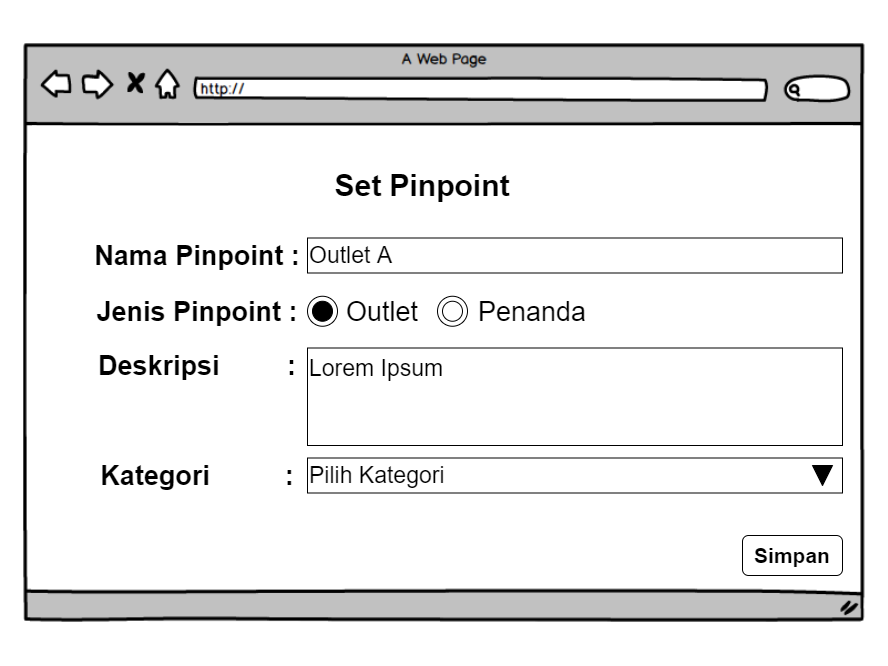 A Web Page
http://
Set Pinpoint
Nama Pinpoint : Outlet A
Jenis Pinpoint : Outlet Penanda
Deskripsi : Lorem Ipsum
Kategori : Pilih Kategori
Simpan